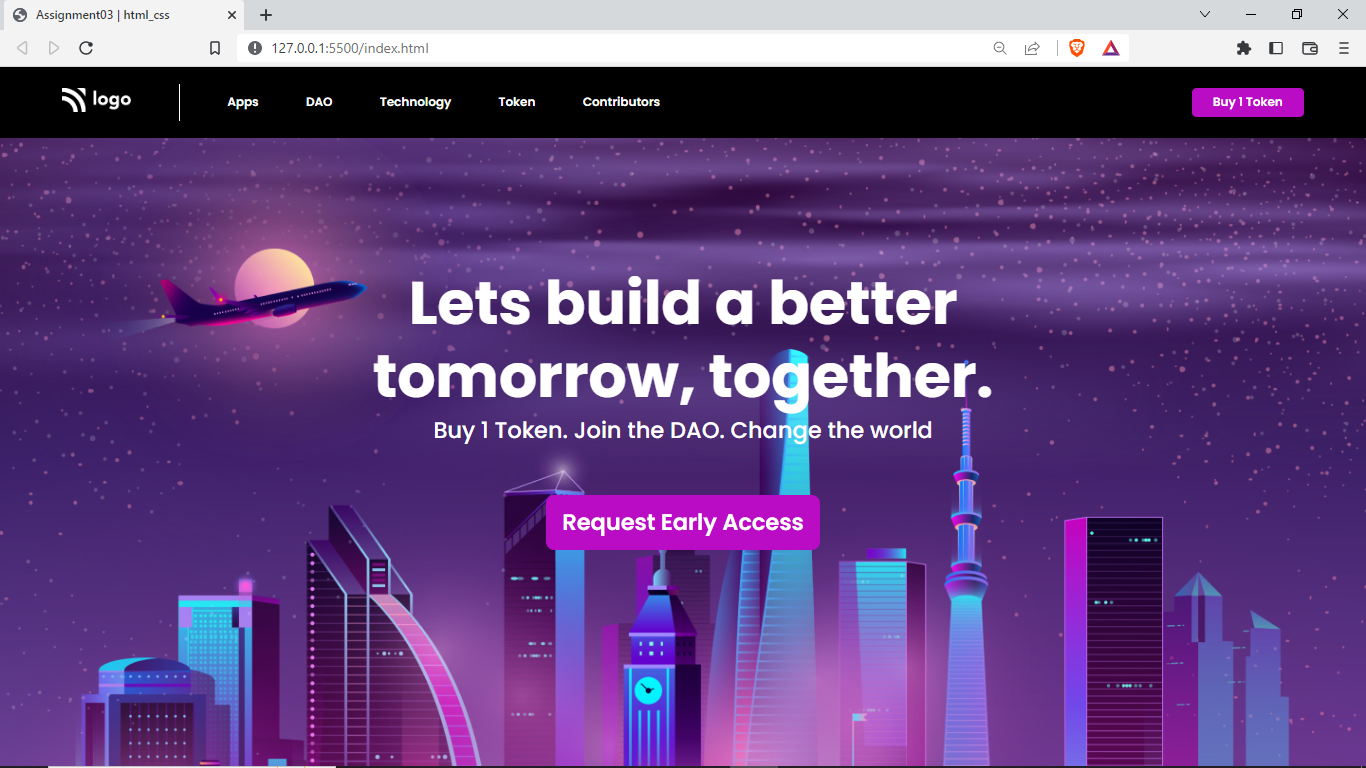 Assignment03 | html_css
127.0.0.1:5500/index.html
logo
Apps
DAO
Technology
Token
Contributors
Buy 1 Token
Lets build a better
tomorrow, together.
Buy 1 Token. Join the DAO. Change the world
Request Early Access